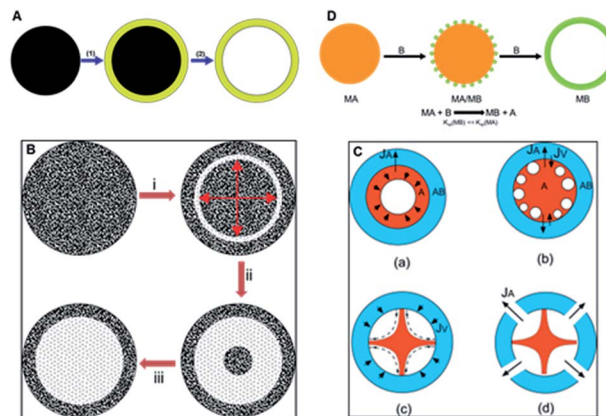 A
(1)
(2)
D
B
B
MA
MA/MB
MB
MA + B → MB + A
Ksp(MB) << Ksp(MA)
B
i
ii
iii
C
JA
A
AB
(a)
JA
JV
A
AB
(b)
JV
(c)
JA
(d)